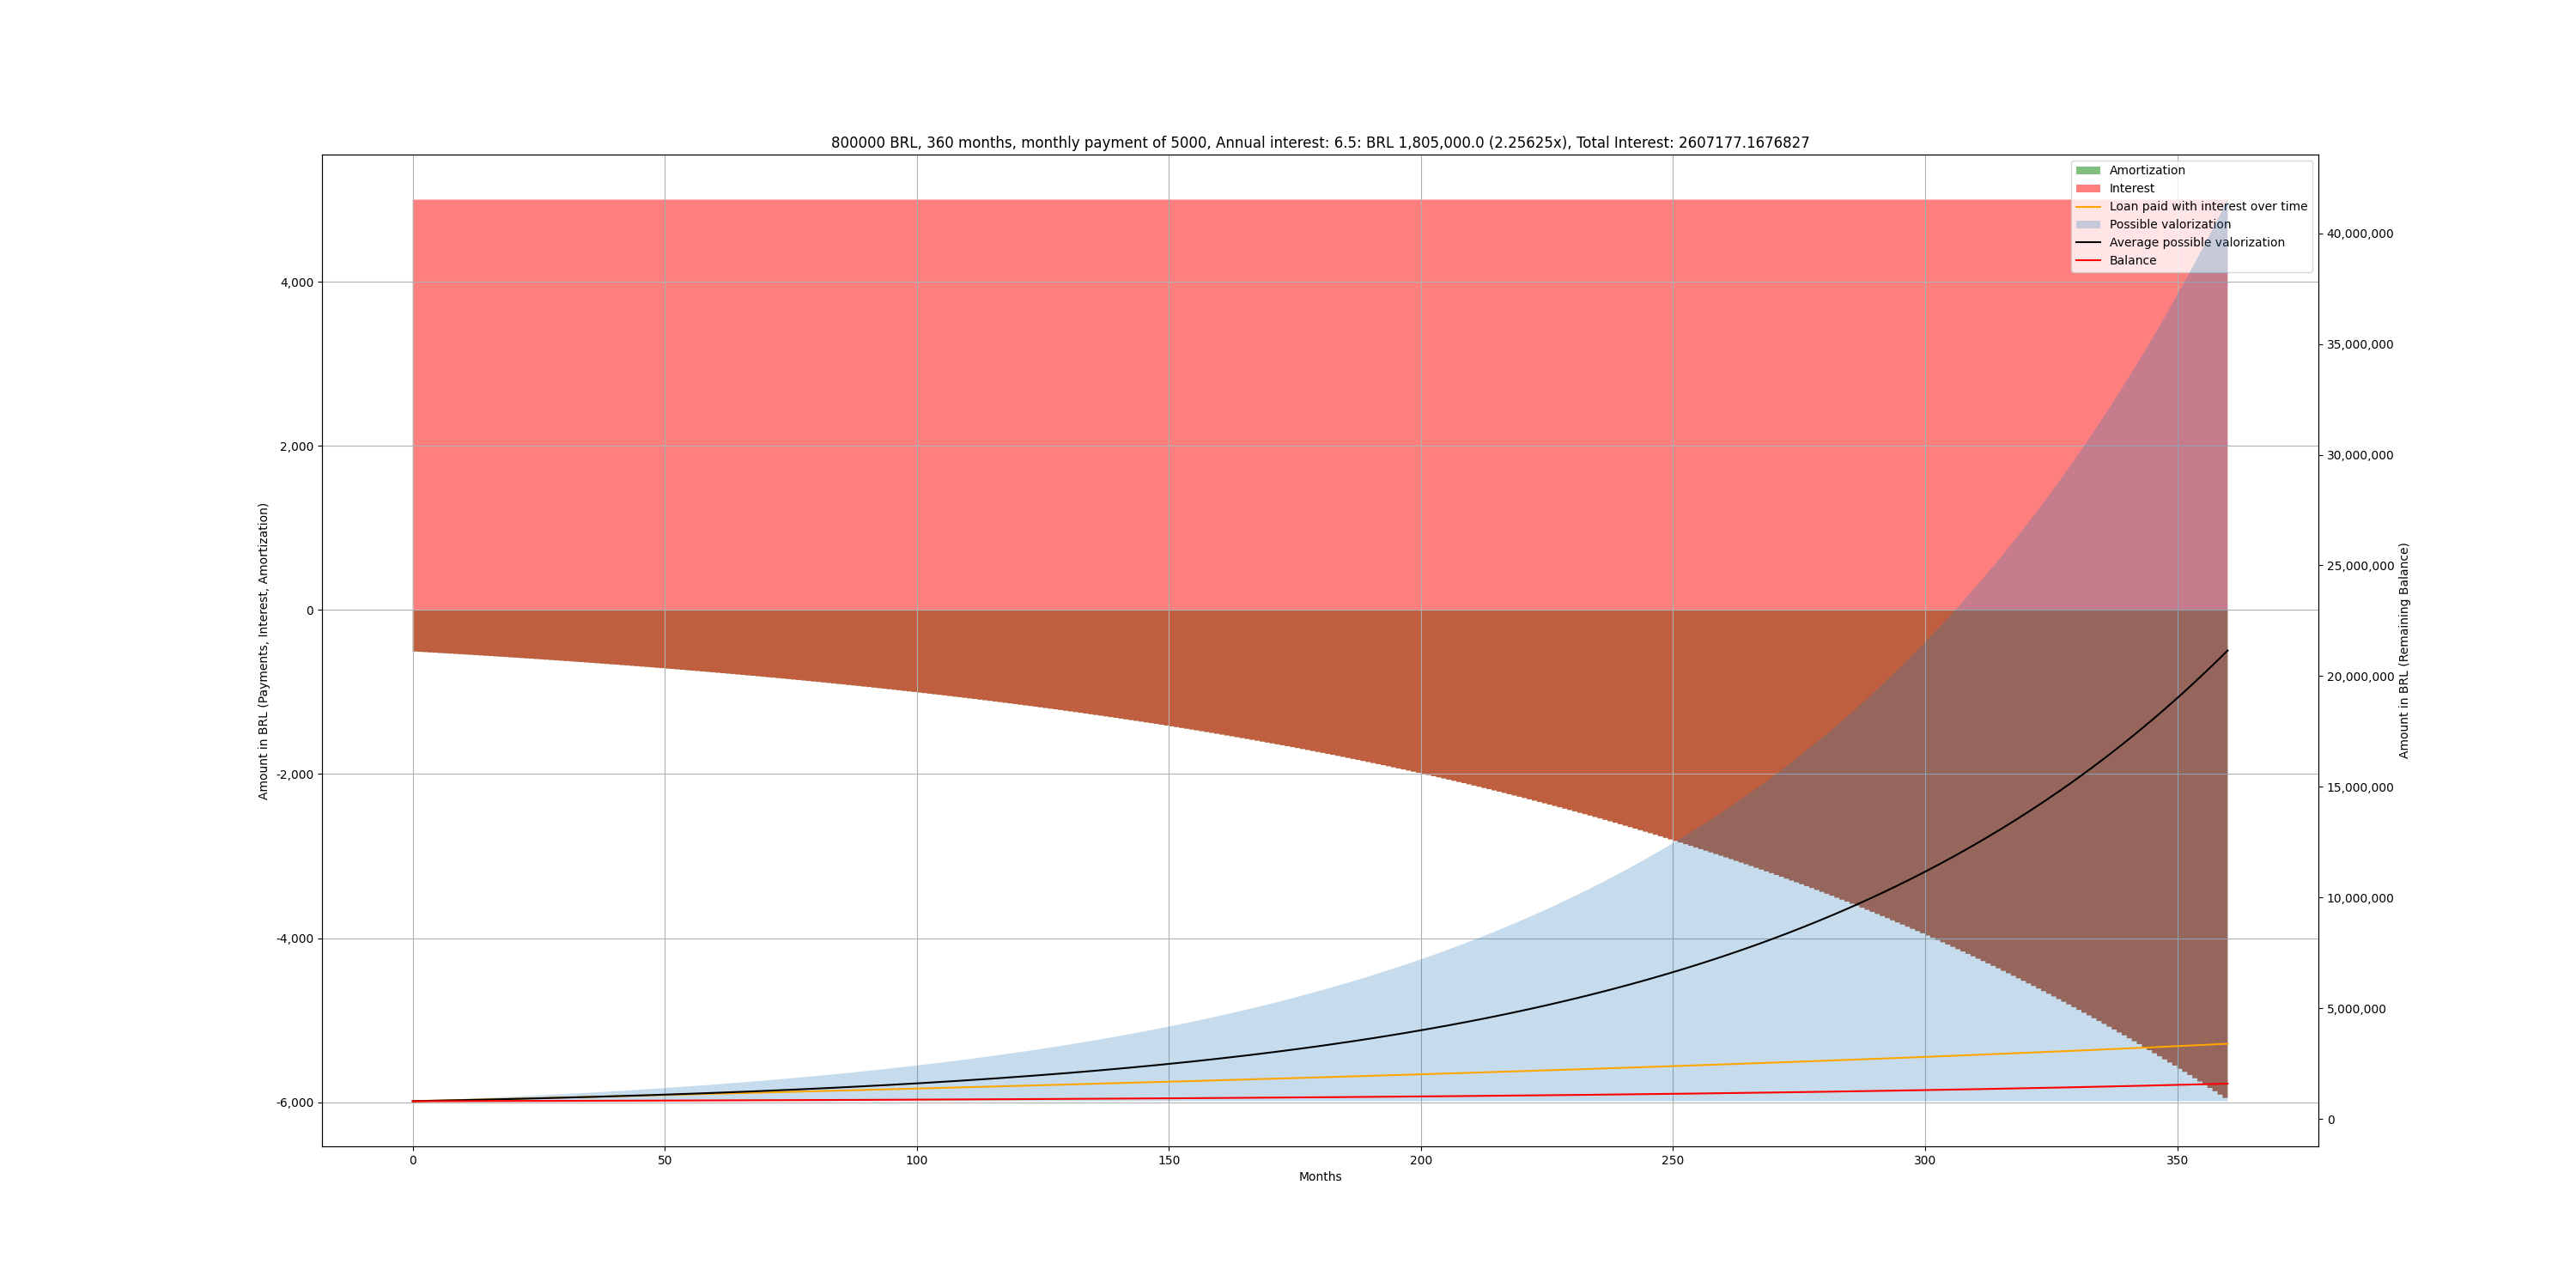 800000 BRL, 360 months, monthly payment of 5000, Annual interest: 6.5: BRL 1,805,000.0 (2.25625x), Total Interest: 2607177.1676827
Amortization
Interest
Loan paid with interest over time
Possible valorization
Average possible valorization
Balance
Amount in BRL (Payments, Interest, Amortization)
4,000
2,000
0
-2,000
-4,000
-6,000
40,000,000
35,000,000
30,000,000
25,000,000
20,000,000
15,000,000
10,000,000
5,000,000
0
Amount in BRL (Remaining Balance)
0 50 100 150 200 250 300 350
Months